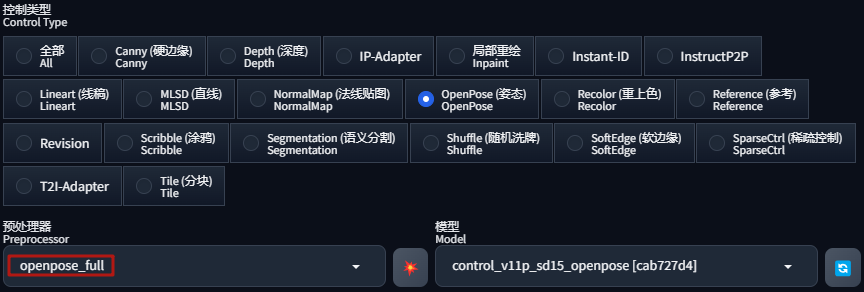 控制类型
Control Type
全部
All
Canny (硬边缘)
Canny
Depth (深度)
Depth
IP-Adapter
局部重绘
Inpaint
Instant-ID
InstructP2P
Lineart (线稿)
Lineart
MLSD (直线)
MLSD
NormalMap (法线贴图)
NormalMap
OpenPose (姿态)
OpenPose
Recolor (重上色)
Recolor
Reference (参考)
Reference
Revision
Scribble (涂鸦)
Scribble
Segmentation (语义分割)
Segmentation
Shuffle (随机洗牌)
Shuffle
SoftEdge (软边缘)
SoftEdge
SparseCtrl (稀疏控制)
SparseCtrl
T2I-Adapter
Tile (分块)
Tile
预处理器
Preprocessor
openpose_full
模型
Model
control_v11p_sd15_openpose [cab727d4]